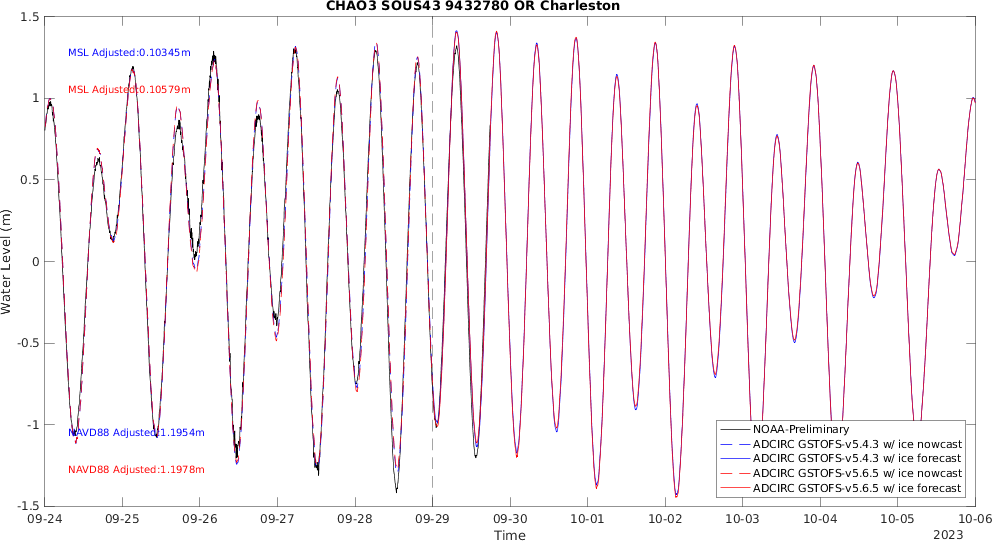 CHAO3 SOUS43 9432780 OR Charleston
1.5
1
0.5
0
-0.5
-1
-1.5
Water Level (m)
MSL Adjusted:0.10345m
MSL Adjusted:0.10579m
NAVD88 Adjusted:1.1954m
NAVD88 Adjusted:1.1978m
NOAA-Preliminary
ADCIRC GSTOFS-v5.4.3 w/ ice nowcast
ADCIRC GSTOFS-v5.4.3 w/ ice forecast
ADCIRC GSTOFS-v5.6.5 w/ ice nowcast
ADCIRC GSTOFS-v5.6.5 w/ ice forecast
09-24 09-25 09-26 09-27 09-28 09-29 09-30 10-01 10-02 10-03 10-04 10-05 10-06
Time
2023